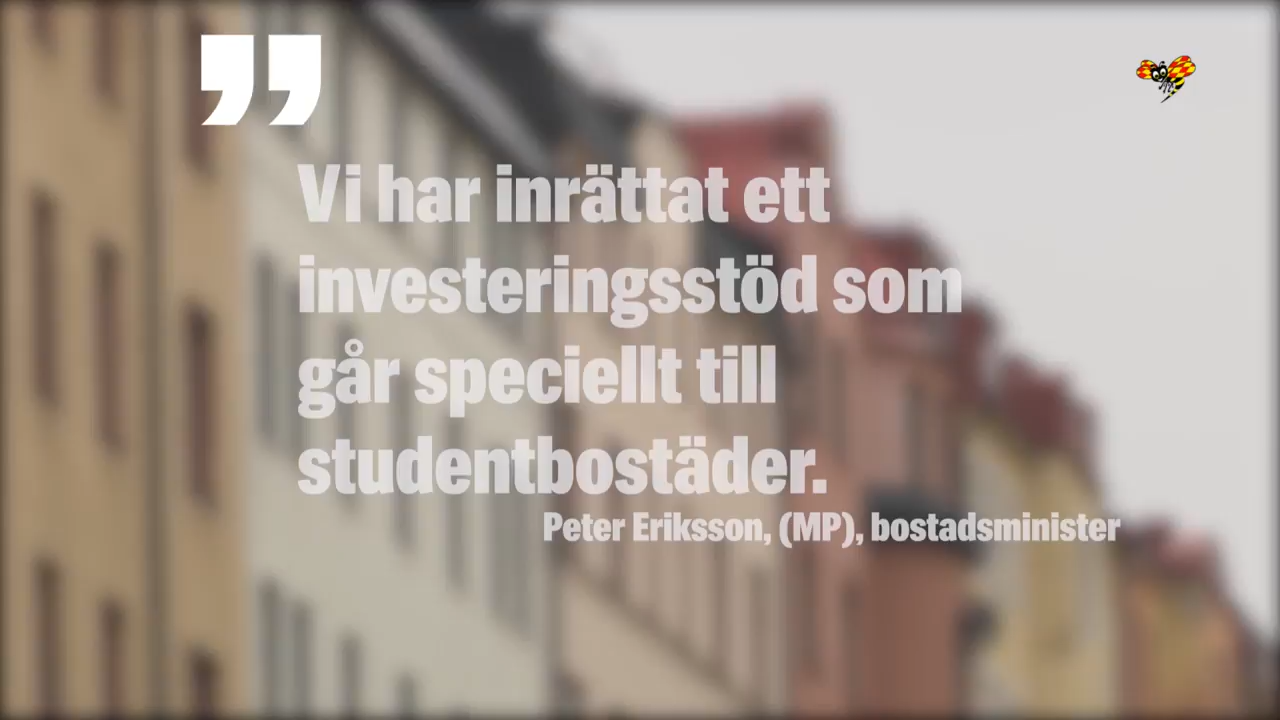 ”
Vi har inrättat ett
investeringsstöd som
går speciellt till
studentbostäder.
Peter Eriksson, (MP), bostadsminister